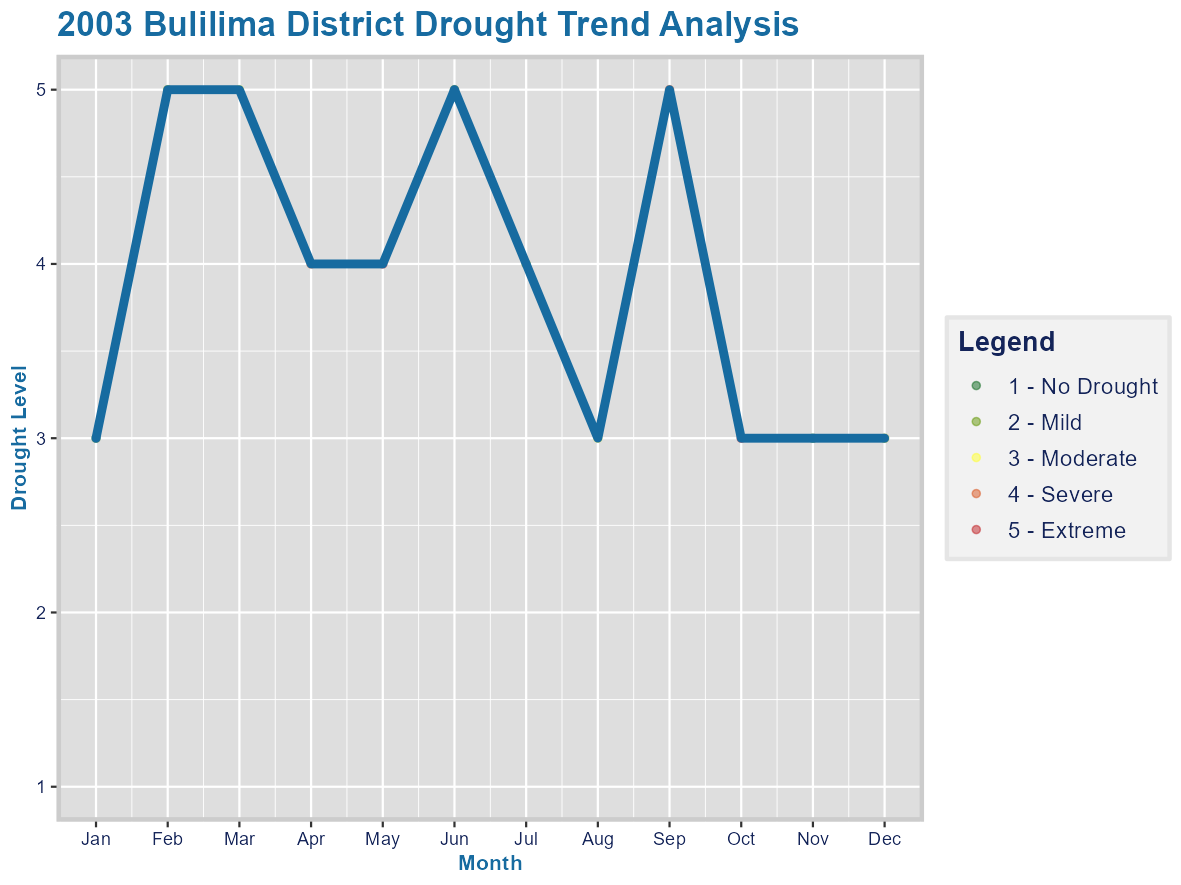 2003 Bulilima District Drought Trend Analysis
Drought Level
5
4
3
2
1
Jan Feb Mar Apr May Jun Jul Aug Sep Oct Nov Dec
Month
Legend
1 - No Drought
2 - Mild
3 - Moderate
4 - Severe
5 - Extreme